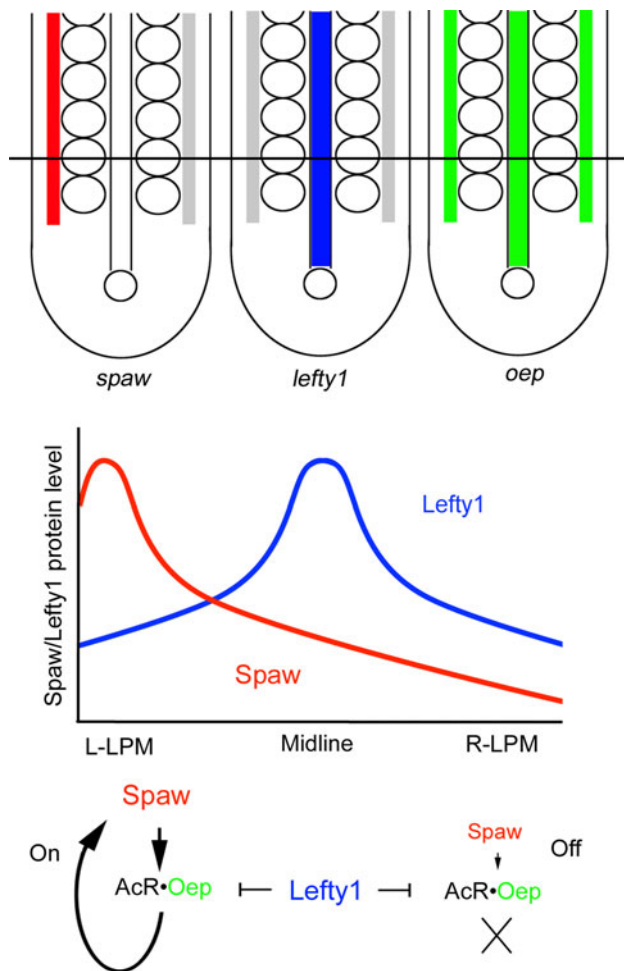 spaw lefty1 oep
Spaw/Lefty1 protein level
Lefty1
Spaw
L-LPM Midline R-LPM
Spaw
On
AcR•Oep
Lefty1
Spaw
Off
AcR•Oep